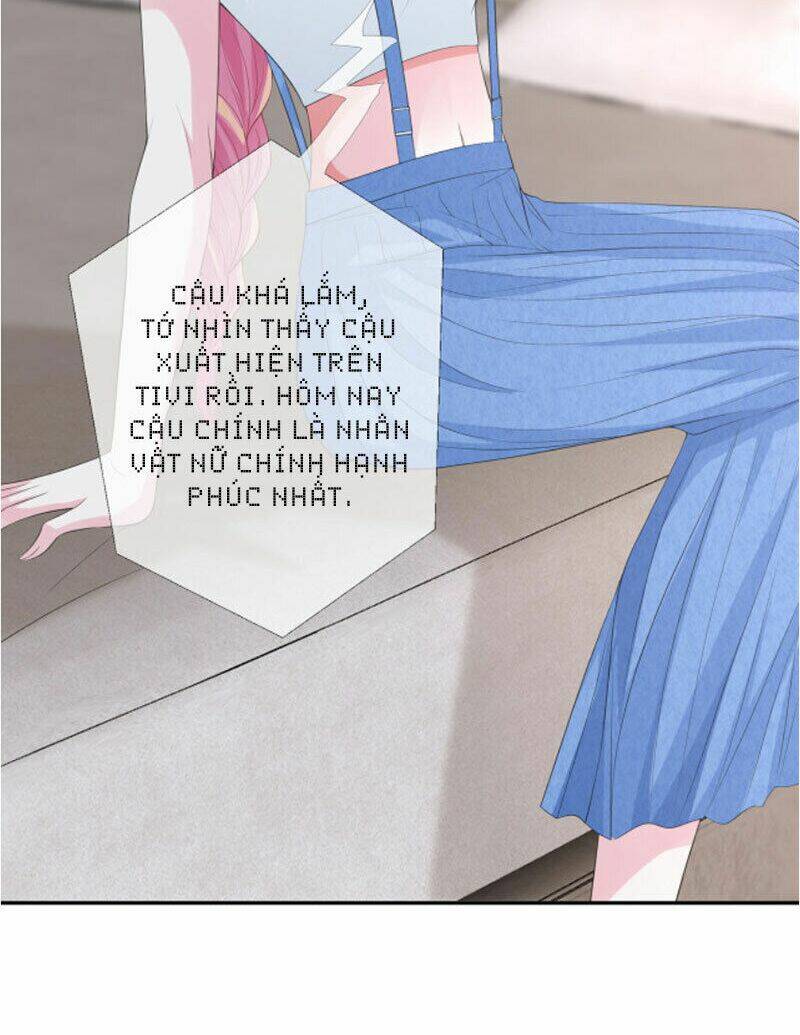 CẬU KHÁ LẮM,
TỚ NHÌN THẤY CẬU
XUẤT HIỆN TRÊN
TIVI RỒI. HÔM NAY
CẬU CHÍNH LÀ NHÂN
VẬT NỮ CHÍNH HẠNH
PHÚC NHẤT.